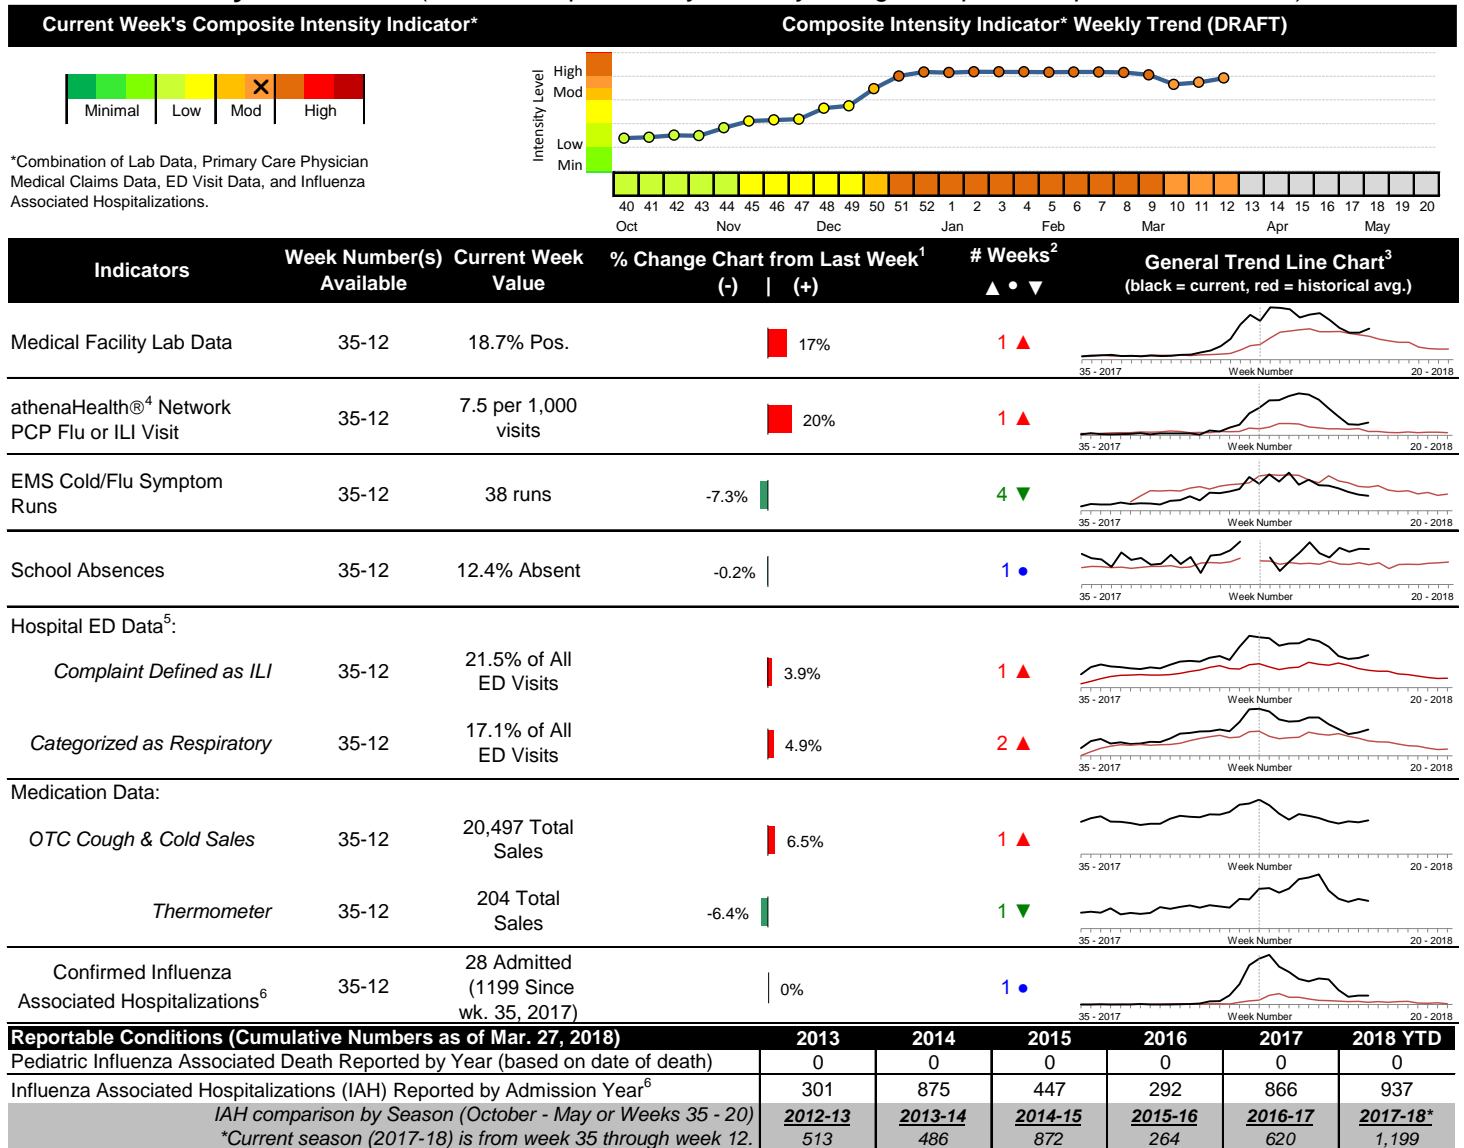 Current Week's Composite Intensity Indicator*
Composite Intensity Indicator* Weekly Trend (DRAFT)
Minimal Low Mod High
*Combination of Lab Data, Primary Care Physician
Medical Claims Data, ED Visit Data, and Influenza
Associated Hospitalizations.
Intensity Level
High
Mod
Low
Min
40 41 42 43 44 45 46 47 48 49 50 51 52 1 2 3 4 5 6 7 8 9 10 11 12 13 14 15 16 17 18 19 20
Oct Nov Dec Jan Feb Mar Apr May
Indicators
Week Number(s)
Available
Current Week
Value
% Change Chart from Last Week1
(-) | (+)
# Weeks2
▲ • ▼
General Trend Line Chart3
(black = current, red = historical avg.)
Medical Facility Lab Data 35-12 18.7% Pos. 17% 1 ▲
35 - 2017 Week Number 20 - 2018
athenaHealth®4 Network
PCP Flu or ILI Visit
35-12
7.5 per 1,000
visits
20% 1 ▲
35 - 2017 Week Number 20 - 2018
EMS Cold/Flu Symptom
Runs
35-12 38 runs -7.3% 4 ▼
35 - 2017 Week Number 20 - 2018
School Absences 35-12 12.4% Absent -0.2% 1 ●
35 - 2017 Week Number 20 - 2018
Hospital ED Data5:
Complaint Defined as ILI 35-12
21.5% of All
ED Visits
3.9% 1 ▲
35 - 2017 Week Number 20 - 2018
Categorized as Respiratory 35-12
17.1% of All
ED Visits
4.9% 2 ▲
35 - 2017 Week Number 20 - 2018
Medication Data:
OTC Cough & Cold Sales 35-12
20,497 Total
Sales
6.5% 1 ▲
35 - 2017 Week Number 20 - 2018
Thermometer 35-12
204 Total
Sales
-6.4% 1 ▼
35 - 2017 Week Number 20 - 2018
Confirmed Influenza
Associated Hospitalizations6
35-12
28 Admitted
(1199 Since
wk. 35, 2017)
0% 1 ●
35 - 2017 Week Number 20 - 2018
Reportable Conditions (Cumulative Numbers as of Mar. 27, 2018) 2013 2014 2015 2016 2017 2018 YTD
Pediatric Influenza Associated Death Reported by Year (based on date of death) 0 0 0 0 0 0
Influenza Associated Hospitalizations (IAH) Reported by Admission Year6 301 875 447 292 866 937
IAH comparison by Season (October - May or Weeks 35 - 20) 2012-13 2013-14 2014-15 2015-16 2016-17 2017-18*
*Current season (2017-18) is from week 35 through week 12. 513 486 872 264 620 1,199